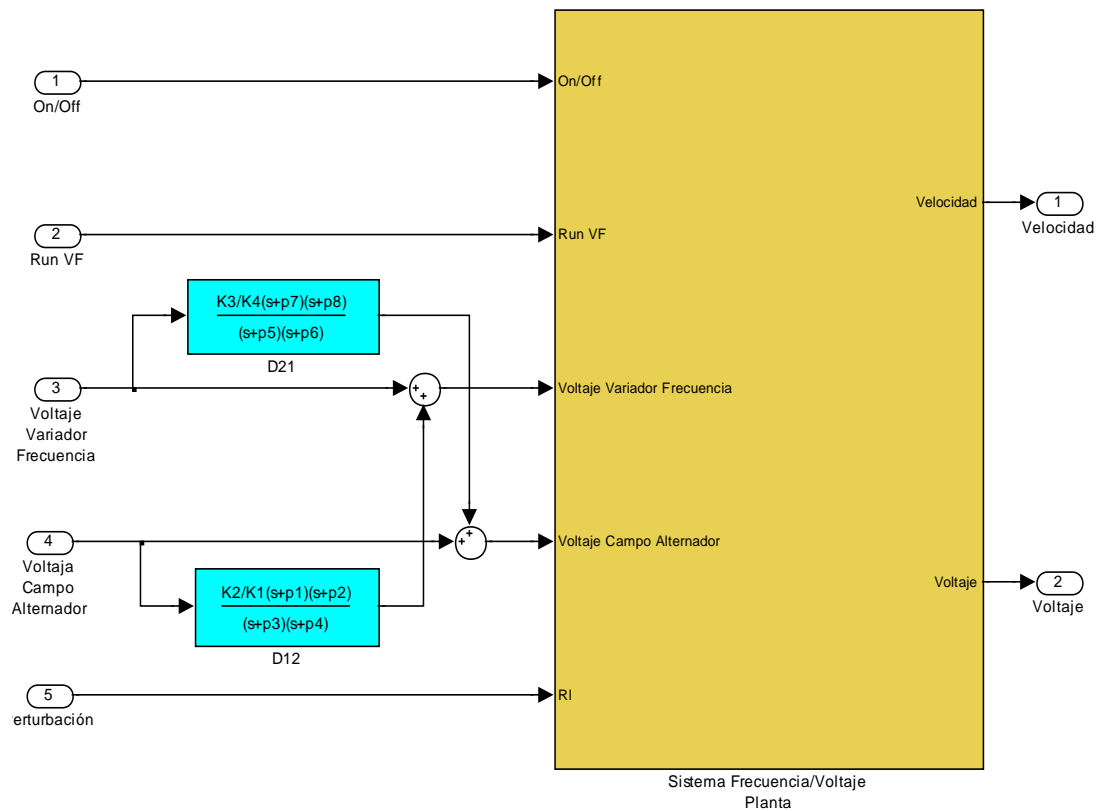 1
On/Off
On/Off
Velocidad
1
Velocidad
2
Run VF
Run VF
K3/K4(s+p7)(s+p8)
(s+p5)(s+p6)
D21
3
Voltaje
Variador
Frecuencia
+
+
Voltaje Variador Frecuencia
4
Voltaja
Campo
Alternador
+
+
Voltaje Campo Alternador
K2/K1(s+p1)(s+p2)
(s+p3)(s+p4)
D12
Voltaje
2
Voltaje
5
erturbación
RI
Sistema Frecuencia/Voltaje
Planta